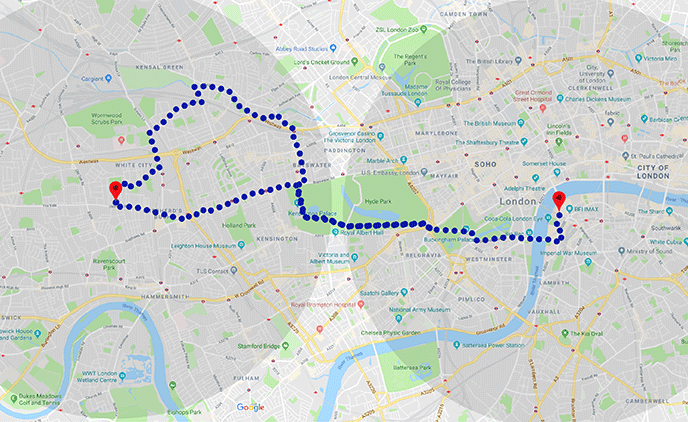 CAMDEN TOWN
ZSL London Zoo
Abbey Road Studios
The Regent's
Park
The British Library
Victoria Miro
KENSAL GREEN
Lord's Cricket Ground
London Central Mosque
Royal College
Of Physicians
City,
University of
London
CLERKENWELL
Cargiant
Madame
Tussauds London
Great Ormond
Street Hospital
Charles Dickens Museum
Wormwood
Scrubs Park
Grosvenor Casino
The Victoria London
MARYLEBONE
The British Museum
Lincoln's
Inn Fields
Barbican
PADDINGTON
The Shaftesbury Theatre
WHITE CITY
Marble Arch
SOHO
Somerset House
St. Paul's Cathedral
BAYSWATER
U.S. Embassy, London
MAYFAIR
Adelphi Theatre
CITY OF
LONDON
Hyde Park
London
BFI IMAX
The Shard
Holland Park
Kensington Palace
Coca-Cola London Eye
Southwark
Royal Albert Hall
Buckingham Palace
White Cube
Leighton House Museum
KENSINGTON
Imperial War Museum
Ministry of Sound
Ravenscourt
Park
Victoria and
Albert Museum
BELGRAVIA
WESTMINSTER
TLS Contact
LAMBETH
HAMMERSMITH
Saatchi Gallery
PIMLICO
Royal Brompton Hospital
National Army Museum
VAUXHALL
Chelsea Physic Garden
The Kia Oval
Stamford Bridge
Battersea Power Station
WWT London
Wetland Centre
Battersea Park
FULHAM
Dukes Meadows
Golf and Tennis
Bishops Park
Google
CAMBERWELL